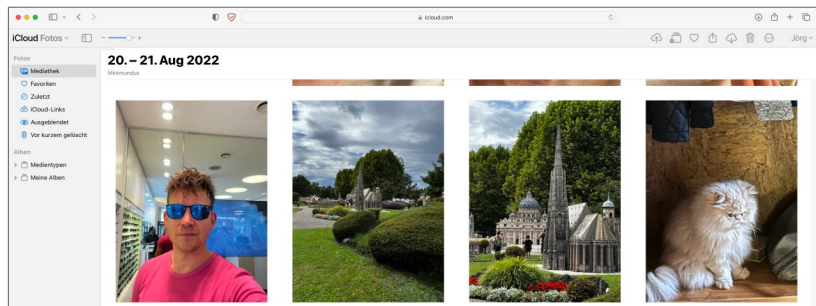 icloud.com
iCloud Fotos
Jörg
Fotos
Mediathek
Favoriten
Zuletzt
iCloud-Links
Ausgeblendet
Vor kurzem gelöscht
Alben
Medientypen
Meine Alben
20. – 21. Aug 2022
Minimundus